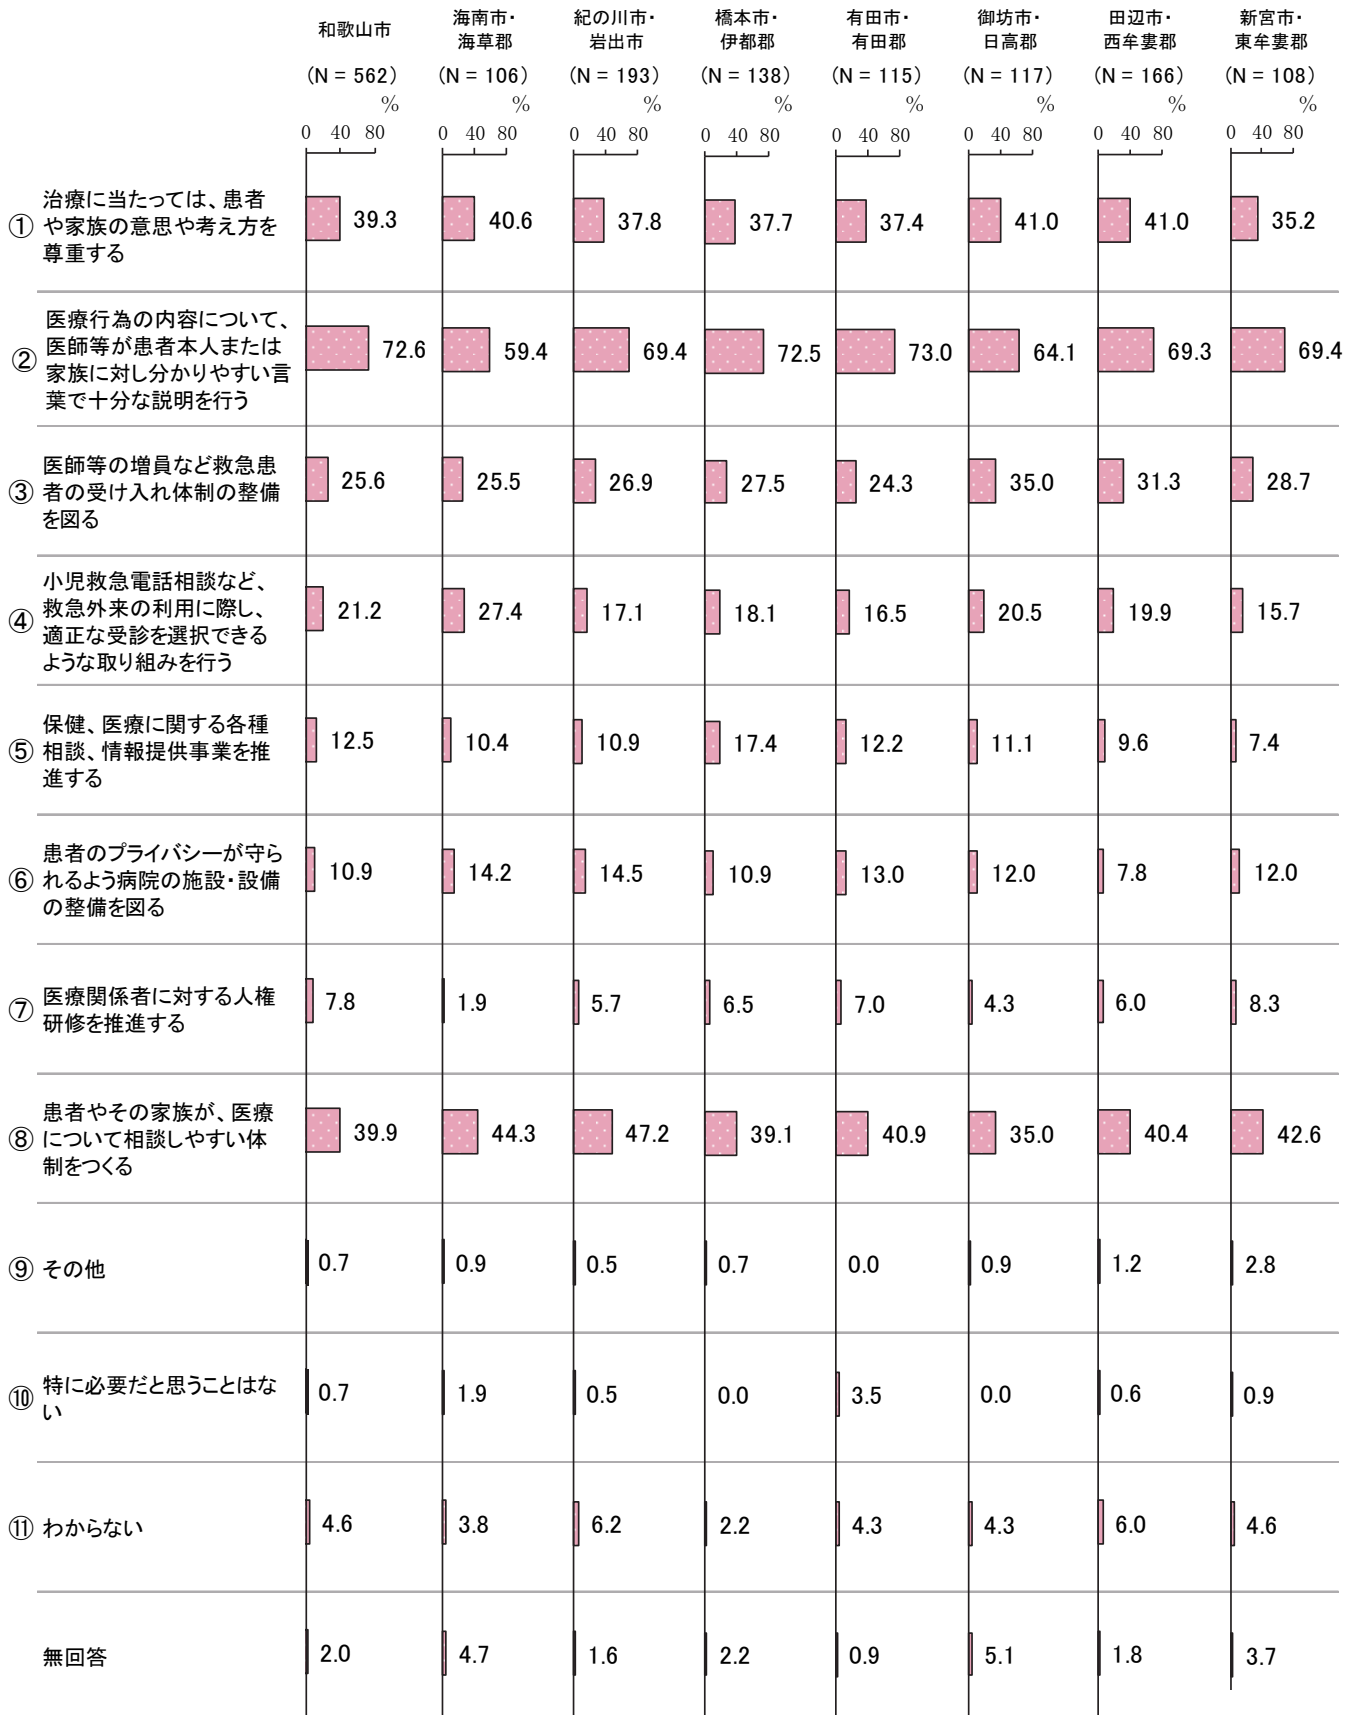 和歌山市
海南市・
海草郡
紀の川市・
岩出市
橋本市・
伊都郡
有田市・
有田郡
御坊市・
日高郡
田辺市・
西牟婁郡
新宮市・
東牟婁郡
（N = 562） （N = 106） （N = 193） （N = 138） （N = 115） （N = 117） （N = 166） （N = 108）
% % % % % % % %
0 40 80 0 40 80 0 40 80 0 40 80 0 40 80 0 40 80 0 40 80 0 40 80
① 治療に当たっては、患者
や家族の意思や考え方を
尊重する
39.3 40.6 37.8 37.7 37.4 41.0 41.0 35.2
② 医療行為の内容について、
医師等が患者本人または
家族に対し分かりやすい言
葉で十分な説明を行う
72.6 59.4 69.4 72.5 73.0 64.1 69.3 69.4
③ 医師等の増員など救急患
者の受け入れ体制の整備
を図る
25.6 25.5 26.9 27.5 24.3 35.0 31.3 28.7
④ 小児救急電話相談など、
救急外来の利用に際し、
適正な受診を選択できる
ような取り組みを行う
21.2 27.4 17.1 18.1 16.5 20.5 19.9 15.7
⑤ 保健、医療に関する各種
相談、情報提供事業を推
進する
12.5 10.4 10.9 17.4 12.2 11.1 9.6 7.4
⑥ 患者のプライバシーが守ら
れるよう病院の施設・設備
の整備を図る
10.9 14.2 14.5 10.9 13.0 12.0 7.8 12.0
⑦ 医療関係者に対する人権
研修を推進する
7.8 1.9 5.7 6.5 7.0 4.3 6.0 8.3
⑧ 患者やその家族が、医療
について相談しやすい体
制をつくる
39.9 44.3 47.2 39.1 40.9 35.0 40.4 42.6
⑨ その他
0.7 0.9 0.5 0.7 0.0 0.9 1.2 2.8
⑩ 特に必要だと思うことはな
い
0.7 1.9 0.5 0.0 3.5 0.0 0.6 0.9
⑪ わからない
4.6 3.8 6.2 2.2 4.3 4.3 6.0 4.6
無回答
2.0 4.7 1.6 2.2 0.9 5.1 1.8 3.7